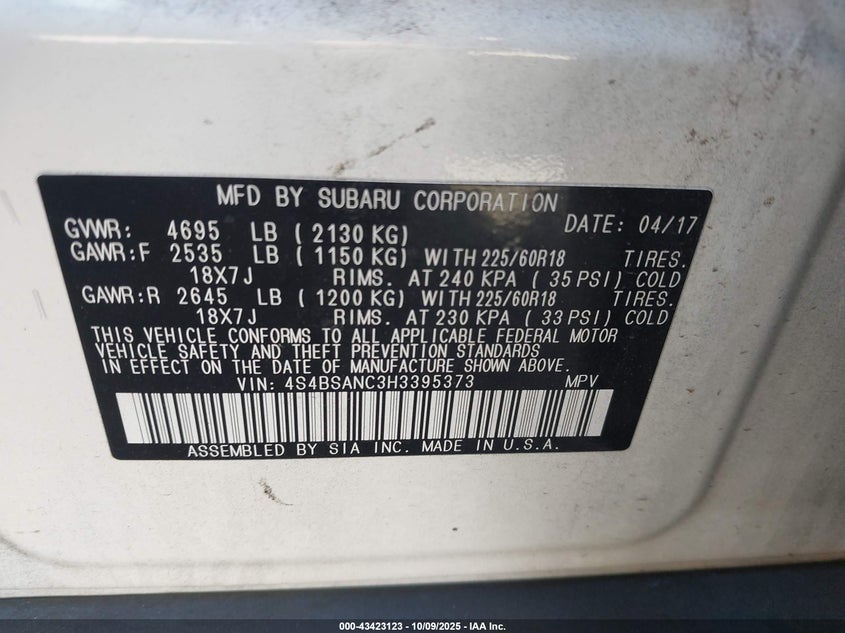 MFD BY SUBARU CORPORATION
GVWR: 4695 LB ( 2130 KG) DATE: 04/17
GAWR:F 2535 LB ( 1150 KG) WITH 225/60R18 TIRES.
18X7J RIMS. AT 240 KPA ( 35 PSI) COLD
GAWR:R 2645 LB ( 1200 KG) WITH 225/60R18 TIRES.
18X7J RIMS. AT 230 KPA ( 33 PSI) COLD
THIS VEHICLE CONFORMS TO ALL APPLICABLE FEDERAL MOTOR
VEHICLE SAFETY AND THEFT PREVENTION STANDARDS
IN EFFECT ON THE DATE OF MANUFACTURE SHOWN ABOVE.
VIN: 4S4BSANC3H3395373 MPV
ASSEMBLED BY SIA INC. MADE IN U.S.A.
000-43423123 - 10/09/2025 - IAA Inc.